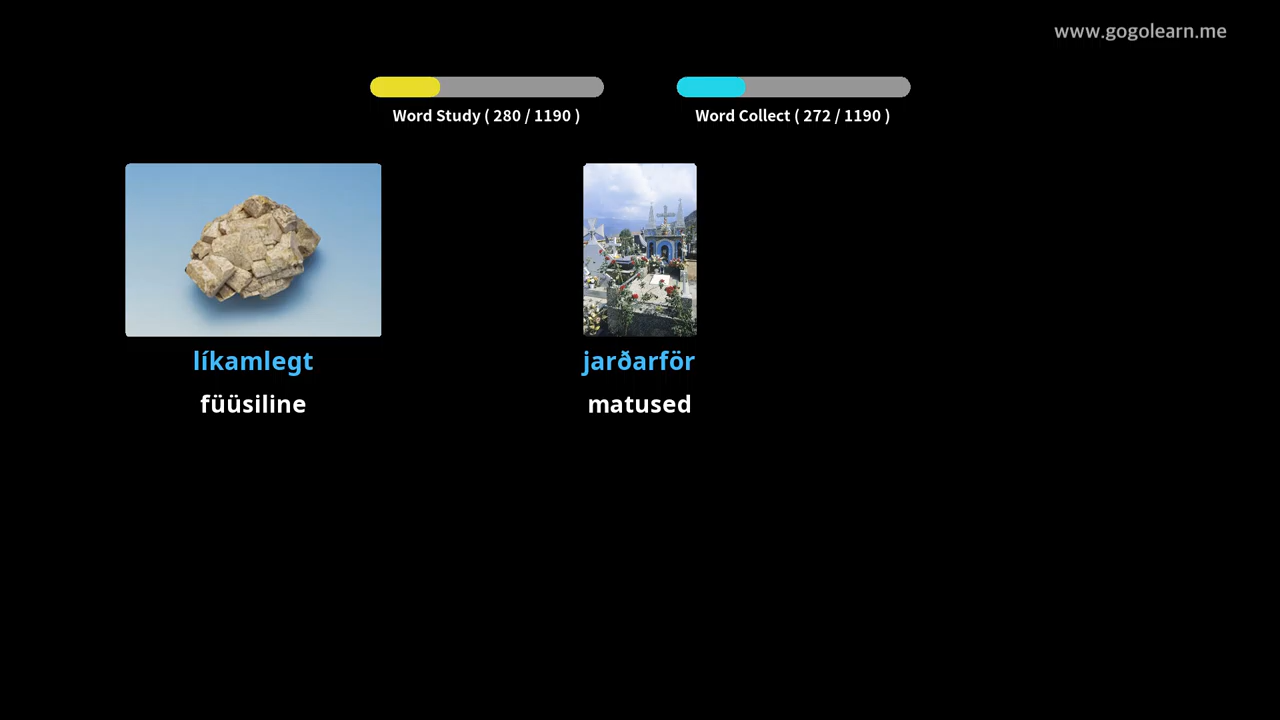 www.gogolearn.me
Word Study ( 280 / 1190 )
Word Collect ( 272 / 1190 )
líkamlegt
füüsiline
jarðarför
matused